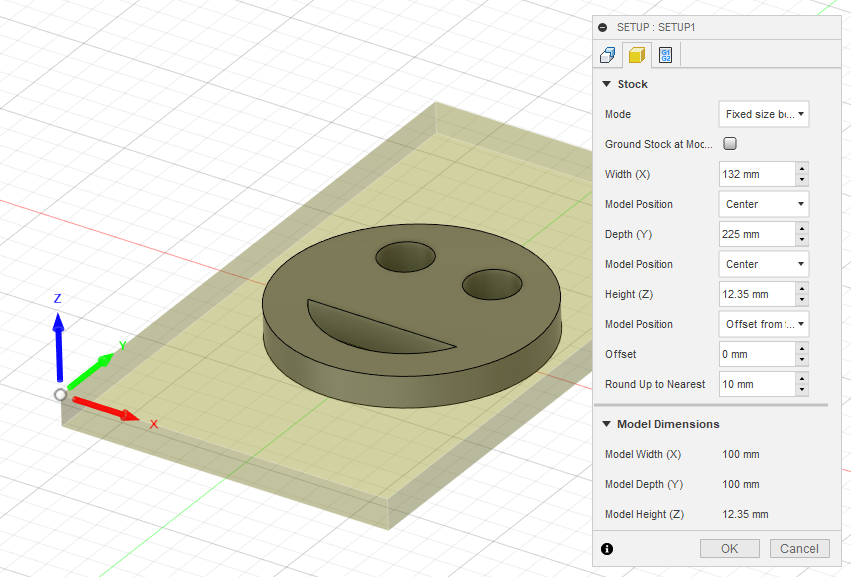 SETUP : SETUP1
G1
G2
Stock
Mode Fixed size b...
Ground Stock at Moc...
Width (X) 132 mm
Model Position Center
Depth (Y) 225 mm
Model Position Center
Height (Z) 12.35 mm
Model Position Offset from '...
Offset 0 mm
Round Up to Nearest 10 mm
Model Dimensions
Model Width (X) 100 mm
Model Depth (Y) 100 mm
Model Height (Z) 12.35 mm
OK Cancel
Z
Y
X